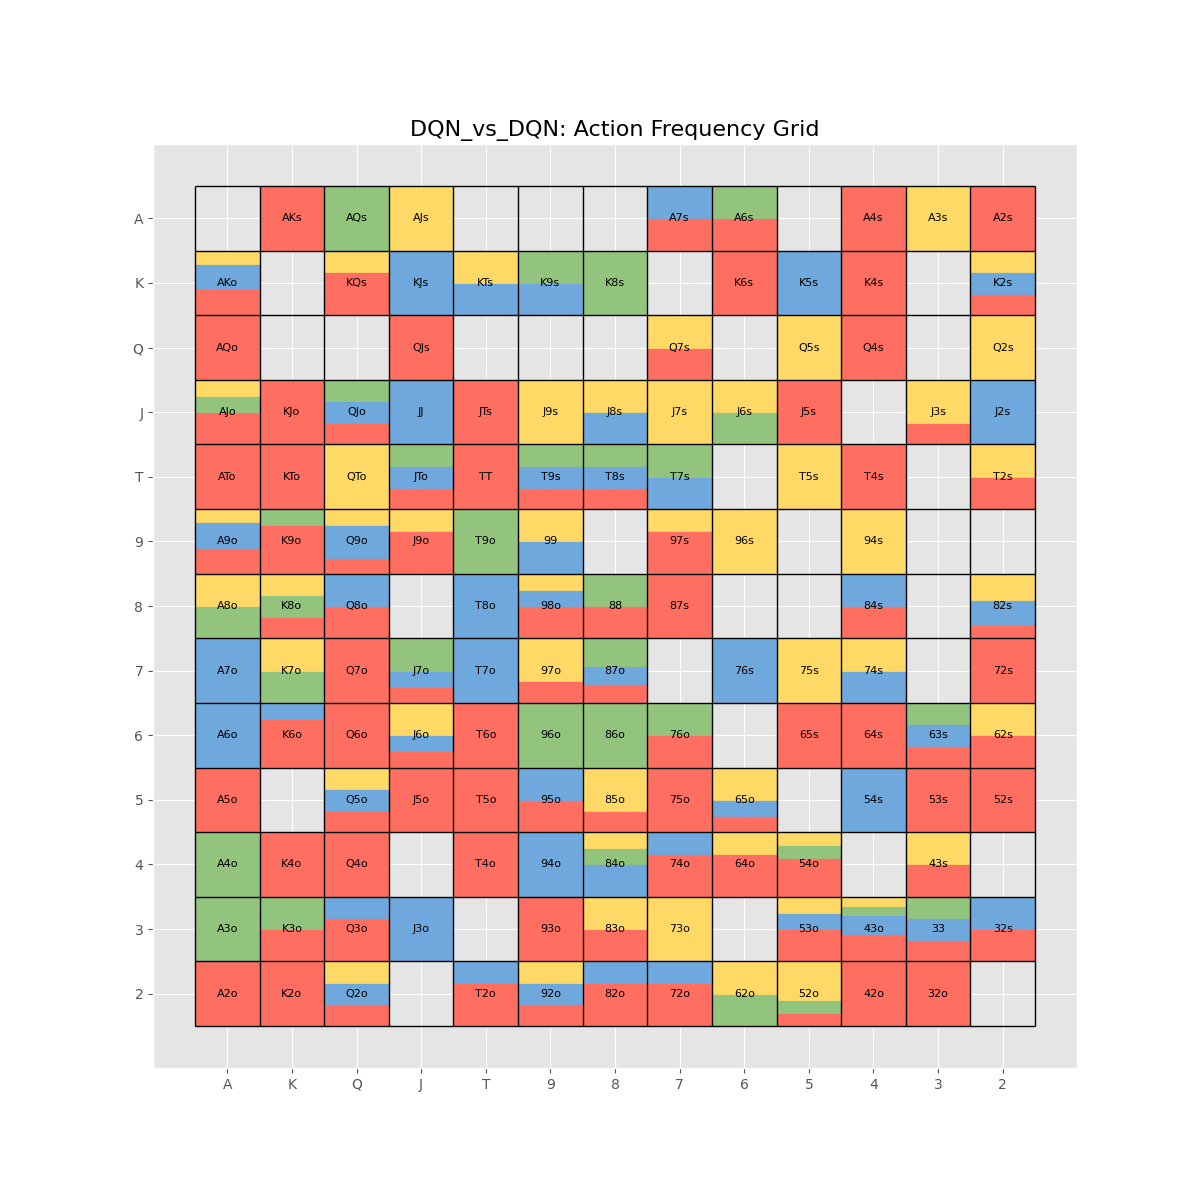 DQN_vs_DQN: Action Frequency Grid
A AKs AQs AJs A7s A6s A4s A3s A2s
K AKo KQs KJs KTs K9s K8s K6s K5s K4s K2s
Q AQo QJs Q7s Q5s Q4s Q2s
J AJo KJo QJo JJ JTs J9s J8s J7s J6s J5s J3s J2s
T ATo KTo QTo JTo TT T9s T8s T7s T5s T4s T2s
9 A9o K9o Q9o J9o T9o 99 97s 96s 94s
8 A8o K8o Q8o T8o 98o 88 87s 84s 82s
7 A7o K7o Q7o J7o T7o 97o 87o 76s 75s 74s 72s
6 A6o K6o Q6o J6o T6o 96o 86o 76o 65s 64s 63s 62s
5 A5o Q5o J5o T5o 95o 85o 75o 65o 54s 53s 52s
4 A4o K4o Q4o T4o 94o 84o 74o 64o 54o 43s
3 A3o K3o Q3o J3o 93o 83o 73o 53o 43o 33 32s
2 A2o K2o Q2o T2o 92o 82o 72o 62o 52o 42o 32o
A K Q J T 9 8 7 6 5 4 3 2